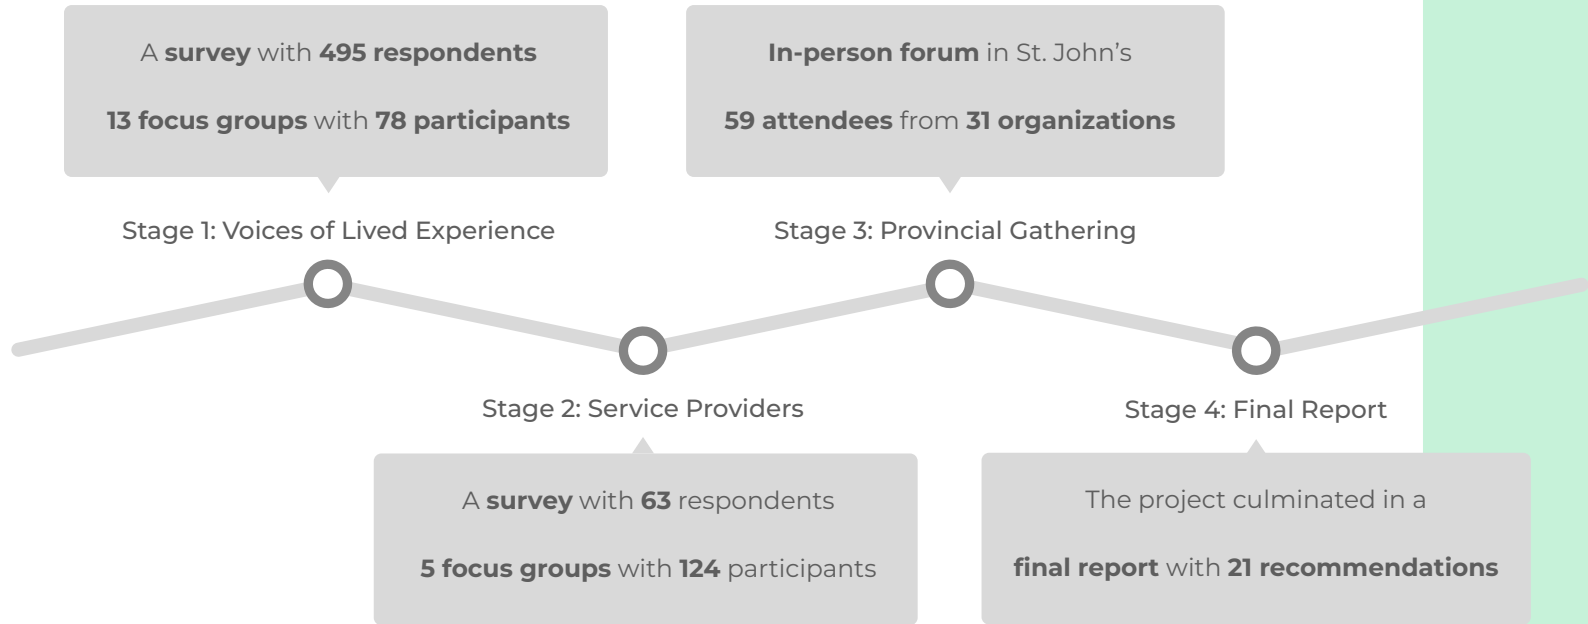 A survey with 495 respondents
13 focus groups with 78 participants
Stage 1: Voices of Lived Experience
In-person forum in St. John’s
59 attendees from 31 organizations
Stage 3: Provincial Gathering
Stage 2: Service Providers
A survey with 63 respondents
5 focus groups with 124 participants
Stage 4: Final Report
The project culminated in a
final report with 21 recommendations